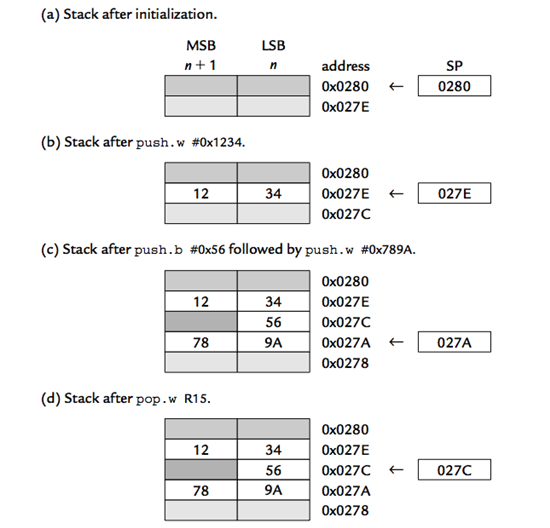 (a) Stack after initialization.
MSB LSB
n + 1 n address SP
0x0280 ← 0280
0x027E
(b) Stack after push.w #0x1234.
0x0280
12 34 0x027E ← 027E
0x027C
(c) Stack after push.b #0x56 followed by push.w #0x789A.
0x0280
12 34 0x027E
56 0x027C
78 9A 0x027A ← 027A
0x0278
(d) Stack after pop.w R15.
0x0280
12 34 0x027E
56 0x027C ← 027C
78 9A 0x027A
0x0278